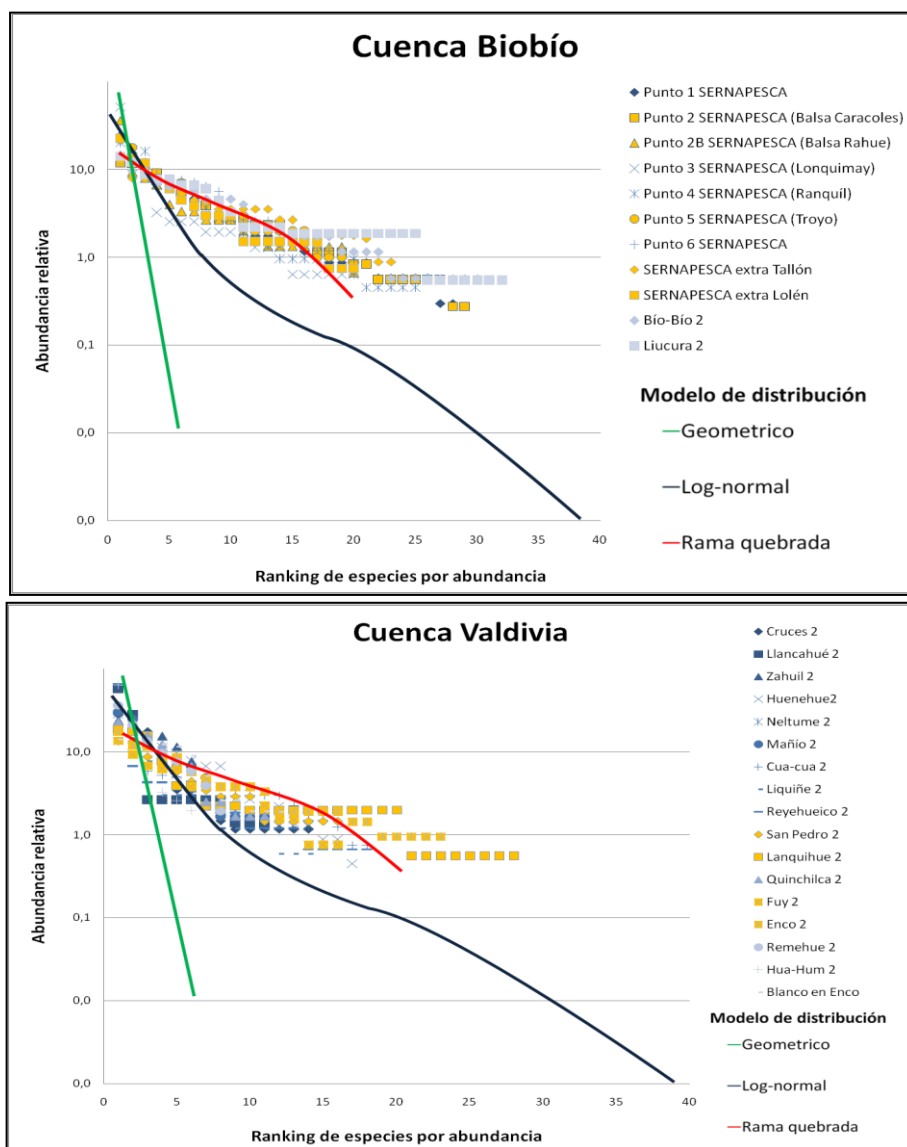 Cuenca Biobío
Abundancia relativa
10,0
1,0
0,1
0,0
0,0
0
5
10
15
20
25
30
35
40
Ranking de especies por abundancia
Punto 1 SERNAPESCA
Punto 2 SERNAPESCA (Balsa Caracoles)
Punto 2B SERNAPESCA (Balsa Rahue)
Punto 3 SERNAPESCA (Lonquimay)
Punto 4 SERNAPESCA (Ranquíl)
Punto 5 SERNAPESCA (Troyo)
Punto 6 SERNAPESCA
SERNAPESCA extra Tallón
SERNAPESCA extra Lolén
Bío-Bío 2
Liucura 2
Modelo de distribución
Geometrico
Log-normal
Rama quebrada
Cuenca Valdivia
Abundancia relativa
10,0
1,0
0,1
0,0
0,0
0
5
10
15
20
25
30
35
40
Ranking de especies por abundancia
Cruces 2
Llancahué 2
Zahuil 2
Huenehue2
Neltume 2
Mañío 2
Cua-cua 2
Liquiñe 2
Reyehueico 2
San Pedro 2
Lanquihue 2
Quinchilca 2
Fuy 2
Enco 2
Remehue 2
Hua-Hum 2
Blanco en Enco
Modelo de distribución
Geometrico
Log-normal
Rama quebrada